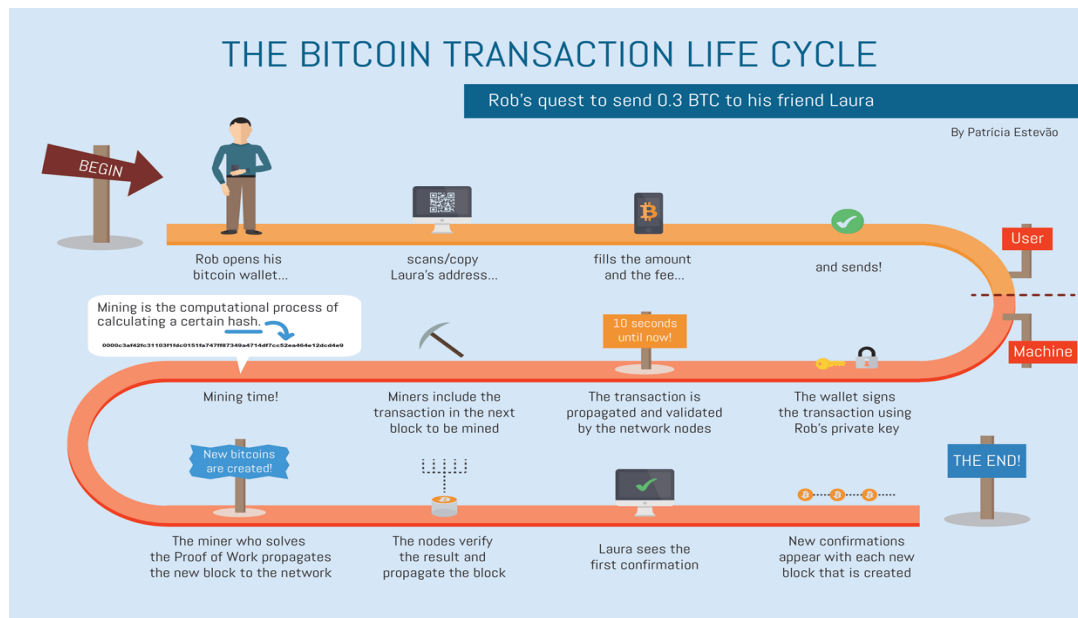 THE BITCOIN TRANSACTION LIFE CYCLE
Rob's quest to send 0.3 BTC to his friend Laura
By Patrícia Estevão
BEGIN
Rob opens his
bitcoin wallet...
scans/copy
Laura's address...
fills the amount
and the fee...
and sends!
User
Machine
The wallet signs
the transaction using
Rob's private key
10 seconds
until now!
The transaction is
propagated and validated
by the network nodes
Miners include the
transaction in the next
block to be mined
Mining is the computational process of
calculating a certain hash.
Mining time!
New bitcoins
are created!
The miner who solves
the Proof of Work propagates
the new block to the network
The nodes verify
the result and
propagate the block
Laura sees the
first confirmation
New confirmations
appear with each new
block that is created
THE END!